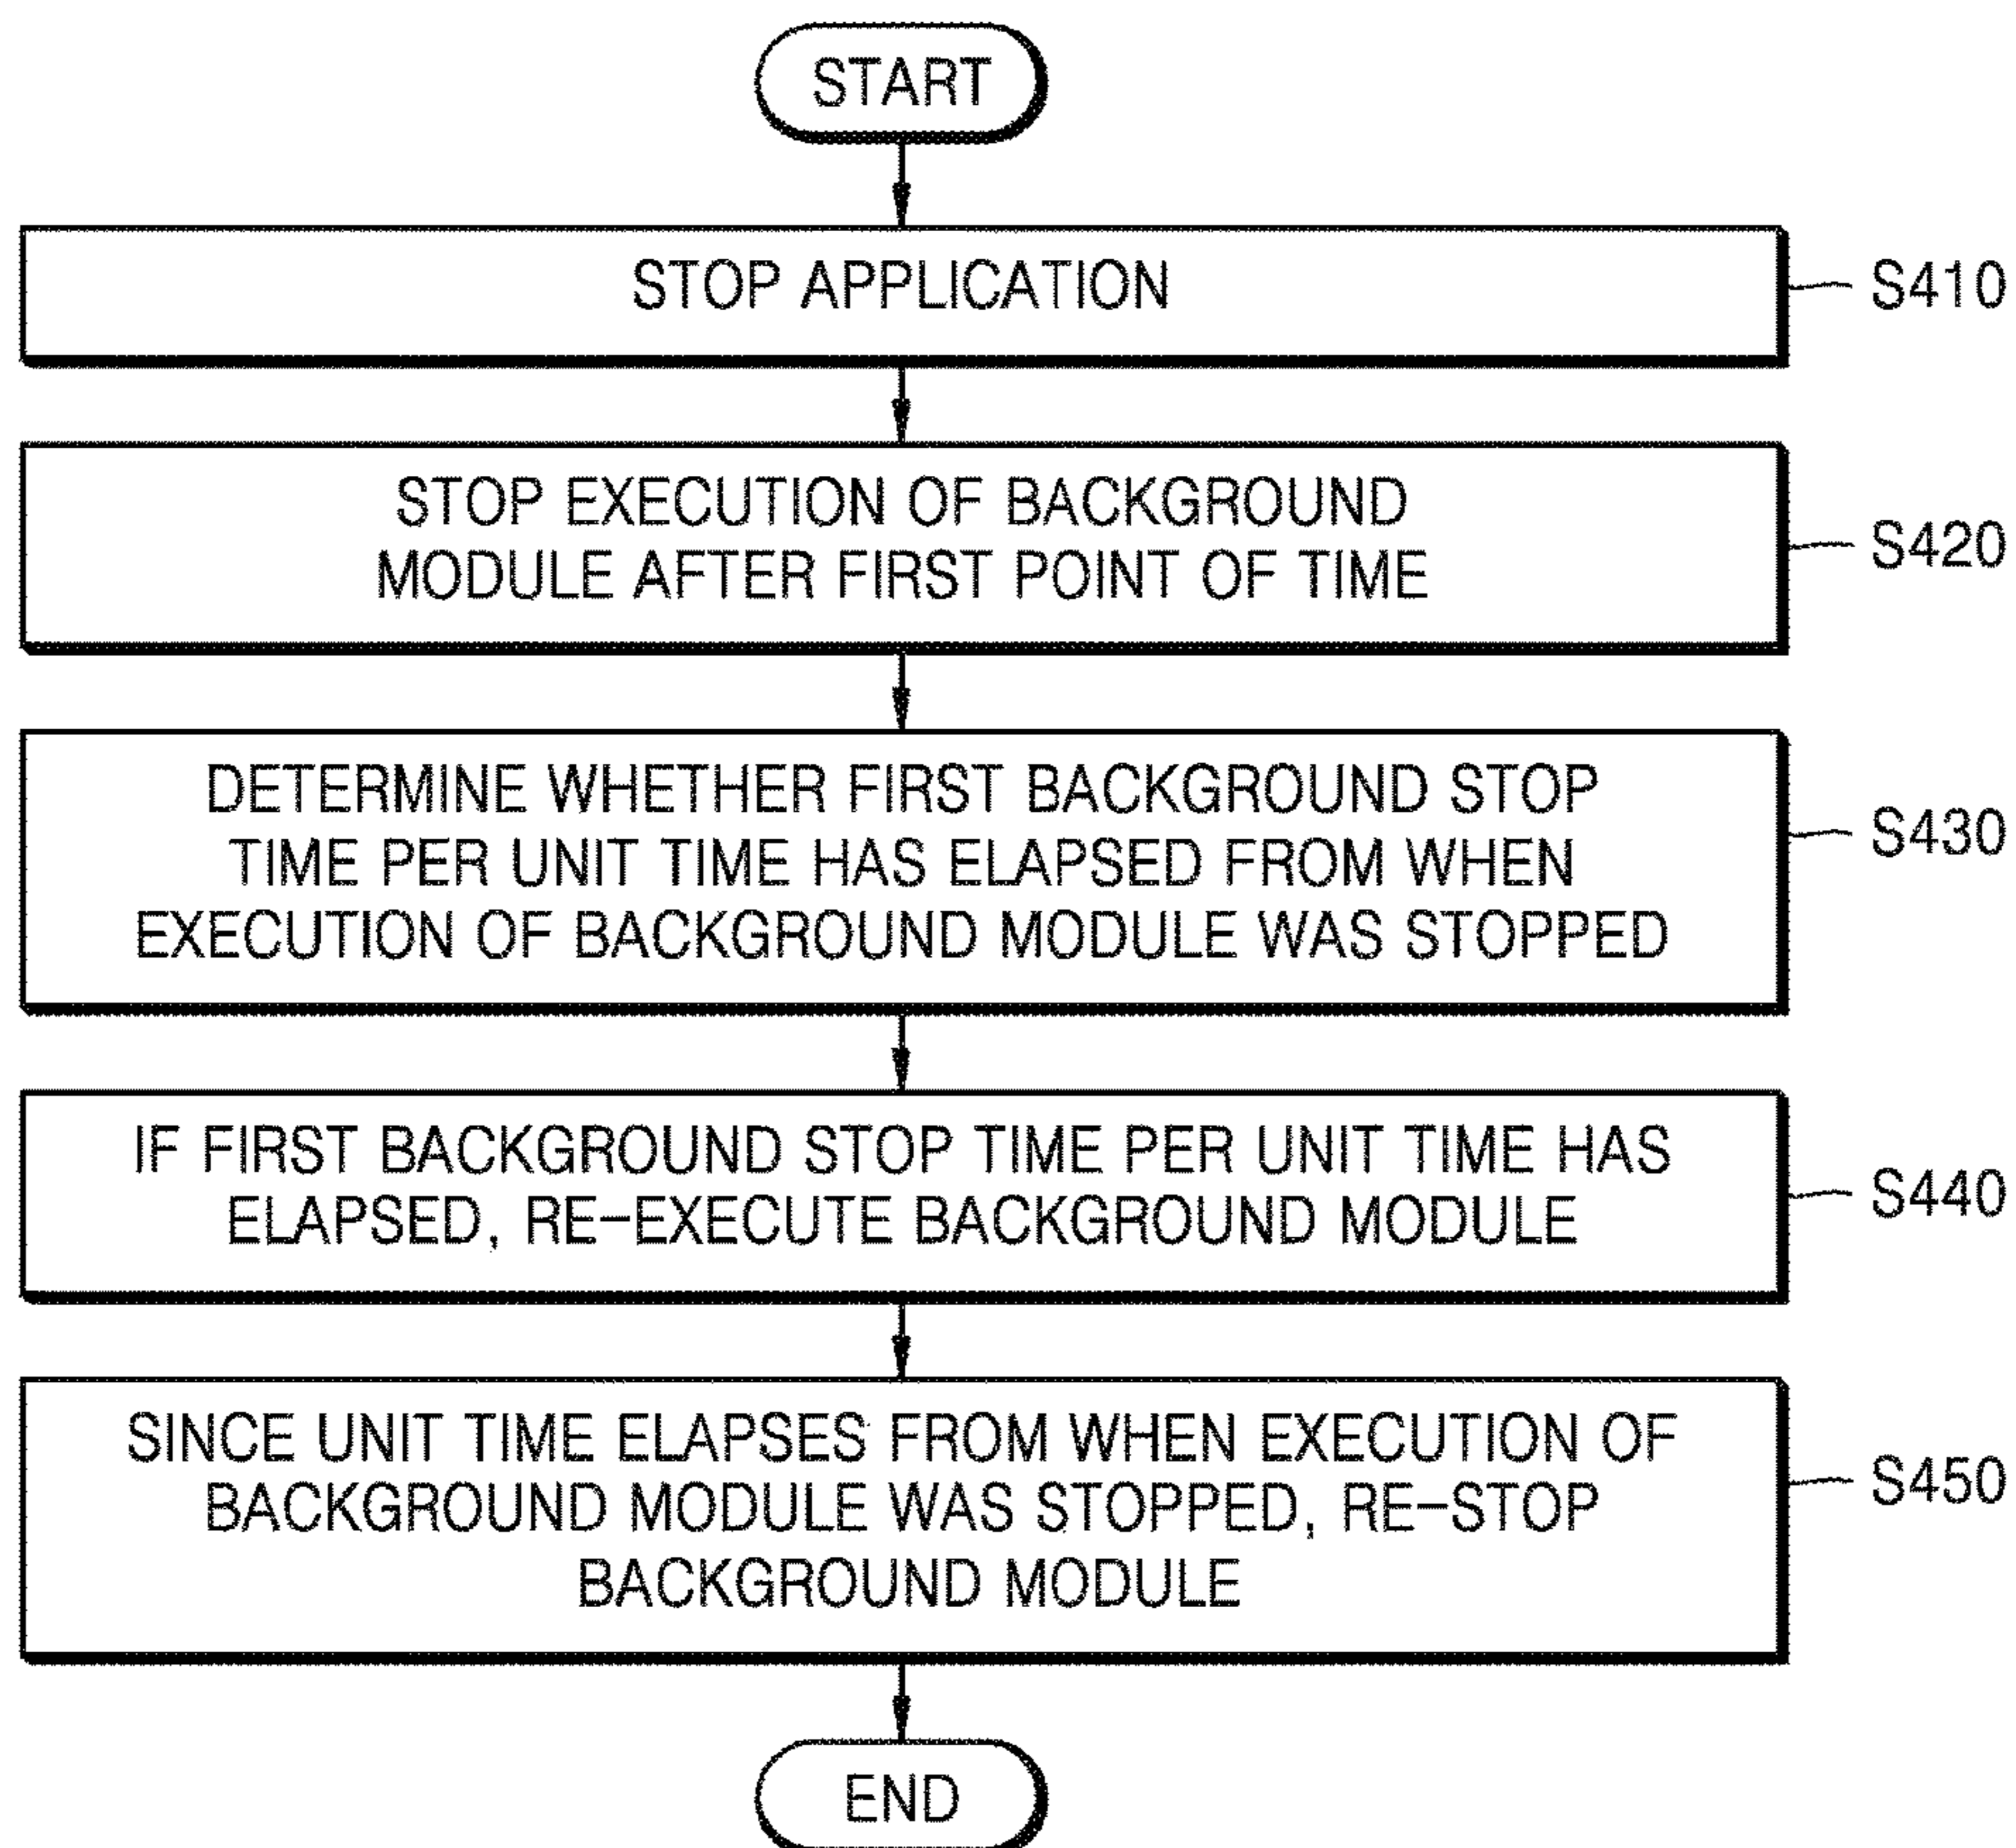 START
STOP APPLICATION
S410
STOP EXECUTION OF BACKGROUND
MODULE AFTER FIRST POINT OF TIME
S420
DETERMINE WHETHER FIRST BACKGROUND STOP
TIME PER UNIT TIME HAS ELAPSED FROM WHEN
EXECUTION OF BACKGROUND MODULE WAS STOPPED
S430
IF FIRST BACKGROUND STOP TIME PER UNIT TIME HAS
ELAPSED, RE-EXECUTE BACKGROUND MODULE
S440
SINCE UNIT TIME ELAPSES FROM WHEN EXECUTION OF
BACKGROUND MODULE WAS STOPPED, RE-STOP
BACKGROUND MODULE
S450
END